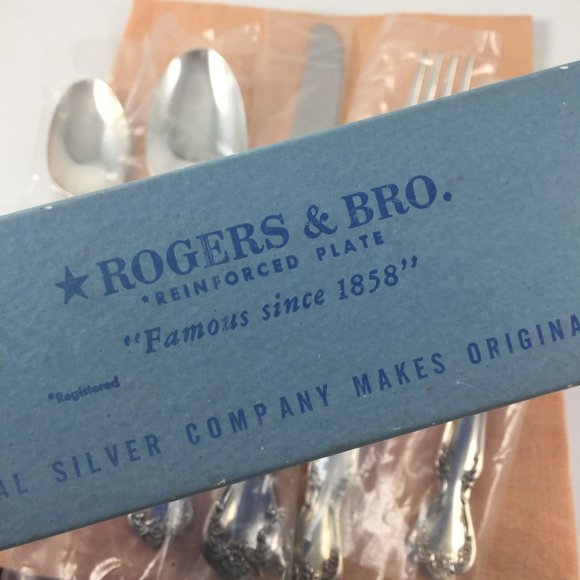 ★ ROGERS & BRO.
*REINFORCED PLATE
"Famous since 1858"
*Registered
AL SILVER COMPANY MAKES ORIGINA